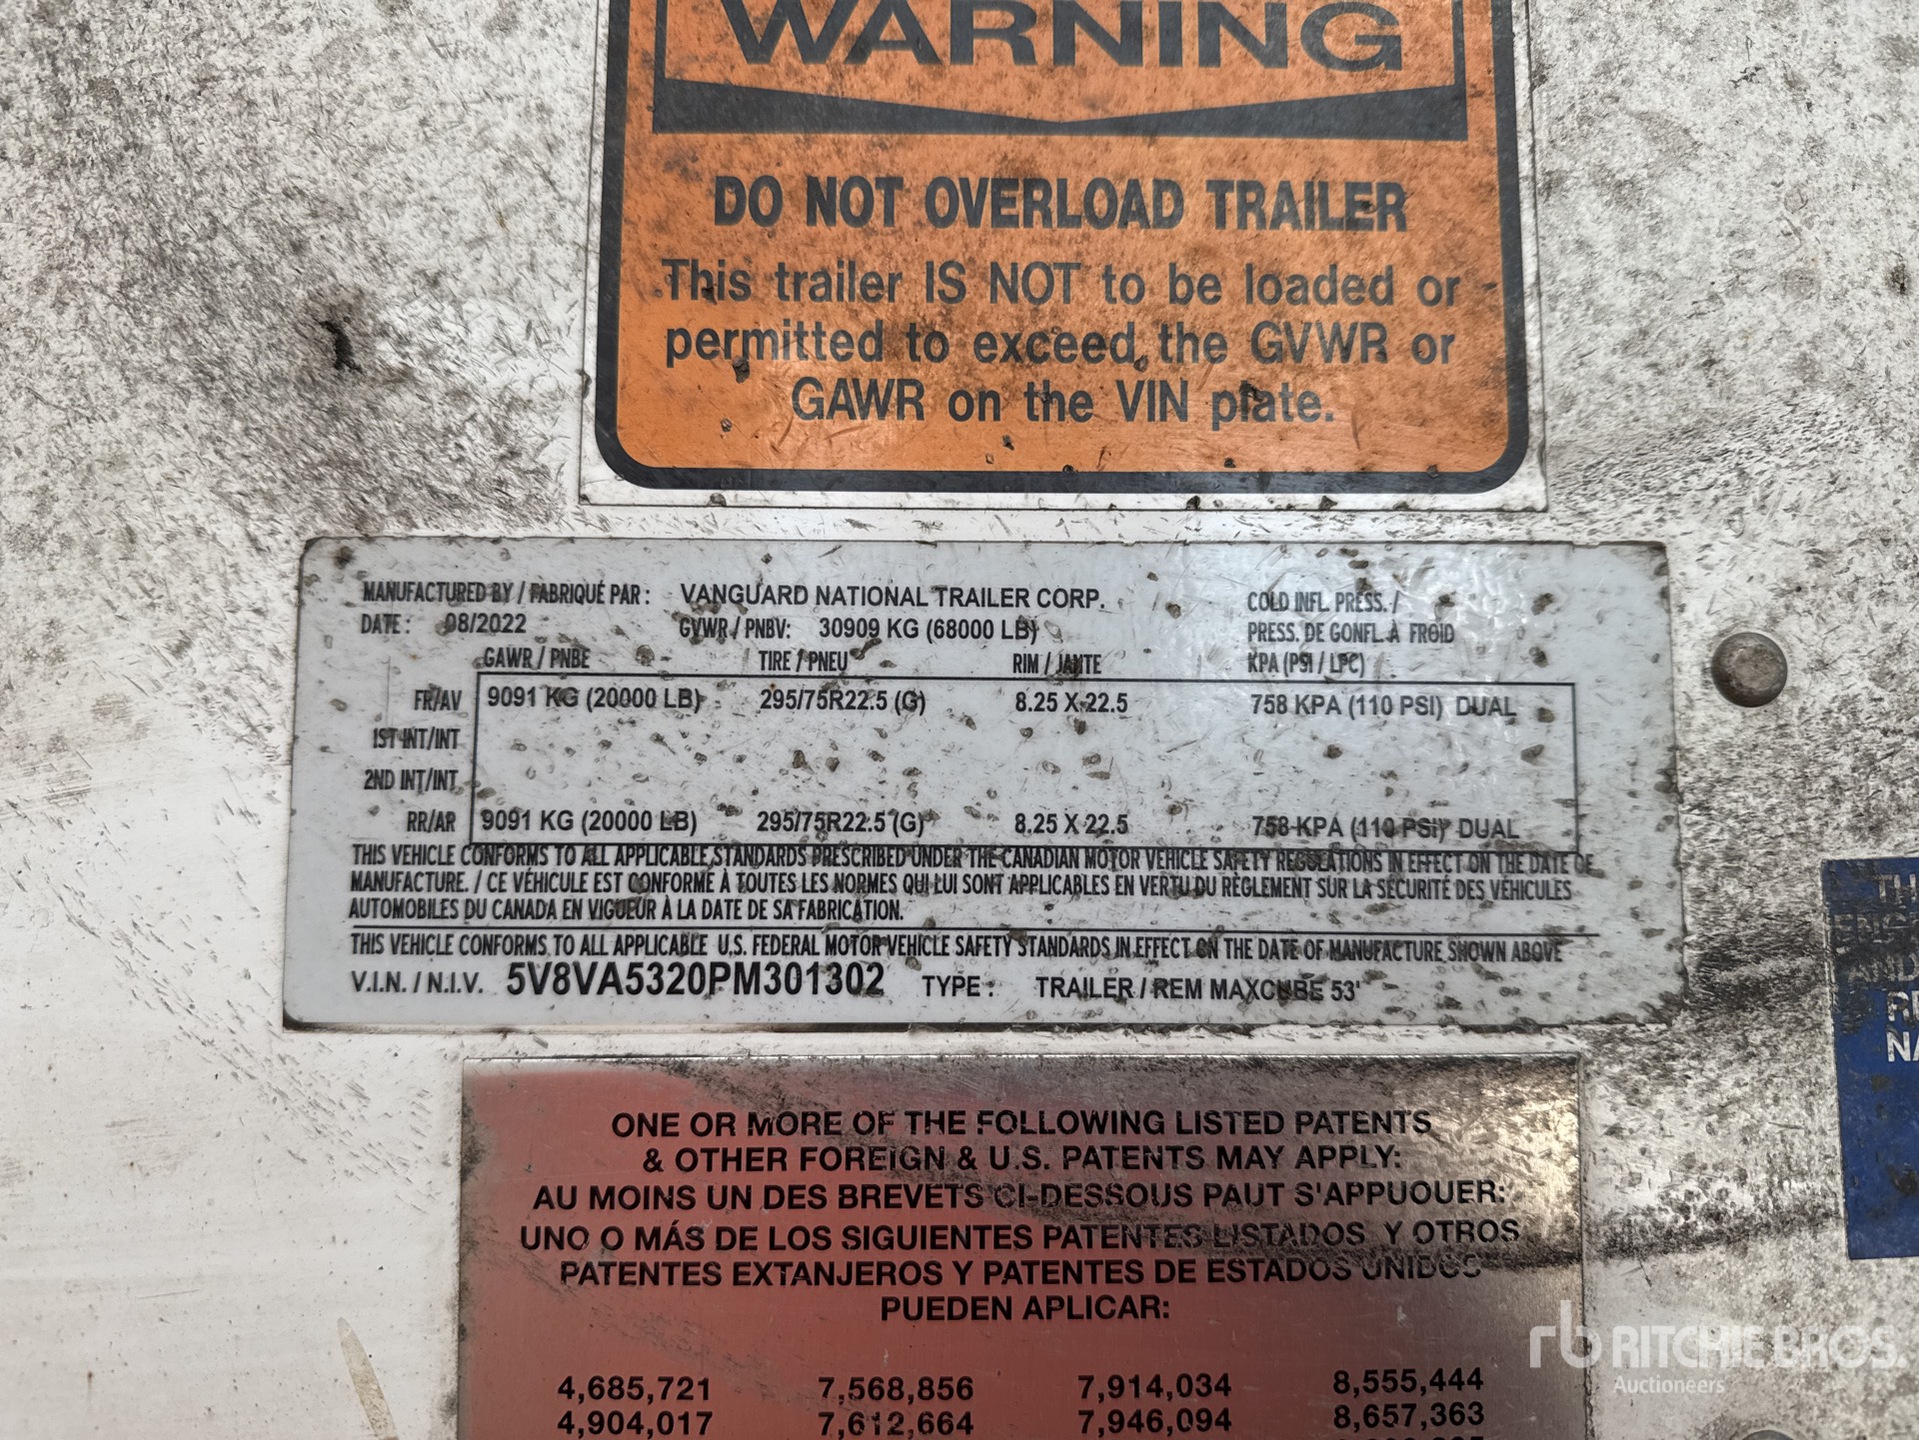 WARNING
DO NOT OVERLOAD TRAILER
This trailer IS NOT to be loaded or
permitted to exceed the GVWR or
GAWR on the VIN plate.
MANUFACTURED BY / FABRIQUÉ PAR : VANGUARD NATIONAL TRAILER CORP. COLD INFL. PRESS. /
DATE : 08/2022 GVWR / PNBV: 30909 KG (68000 LB) PRESS. DE GONFL. À FROID
GAWR / PNBE TIRE / PNEU RIM / JANTE KPA (PSI / LPC)
FR/AV 9091 KG (20000 LB) 295/75R22.5 (G) 8.25 X 22.5 758 KPA (110 PSI) DUAL
1ST INT/INT
2ND INT/INT
RR/AR 9091 KG (20000 LB) 295/75R22.5 (G) 8.25 X 22.5 758 KPA (110 PSI) DUAL
THIS VEHICLE CONFORMS TO ALL APPLICABLE STANDARDS PRESCRIBED UNDER THE CANADIAN MOTOR VEHICLE SAFETY REGULATIONS IN EFFECT ON THE DATE OF
MANUFACTURE. / CE VÉHICULE EST CONFORME À TOUTES LES NORMES QUI LUI SONT APPLICABLES EN VERTU DU RÈGLEMENT SUR LA SÉCURITÉ DES VÉHICULES
AUTOMOBILES DU CANADA EN VIGUEUR À LA DATE DE SA FABRICATION.
THIS VEHICLE CONFORMS TO ALL APPLICABLE U.S. FEDERAL MOTOR VEHICLE SAFETY STANDARDS IN EFFECT ON THE DATE OF MANUFACTURE SHOWN ABOVE
V.I.N. / N.I.V. 5V8VA5320PM301302 TYPE : TRAILER / REM MAXCUBE 53'
ONE OR MORE OF THE FOLLOWING LISTED PATENTS
& OTHER FOREIGN & U.S. PATENTS MAY APPLY:
AU MOINS UN DES BREVETS CI-DESSOUS PAUT S'APPUOUER:
UNO O MÁS DE LOS SIGUIENTES PATENTES LISTADOS Y OTROS
PATENTES EXTANJEROS Y PATENTES DE ESTADOS UNIDOS
PUEDEN APLICAR:
4,685,721 7,568,856 7,914,034 8,555,444
4,904,017 7,612,664 7,946,094 8,657,363
rb RITCHIE BROS.
Auctioneers